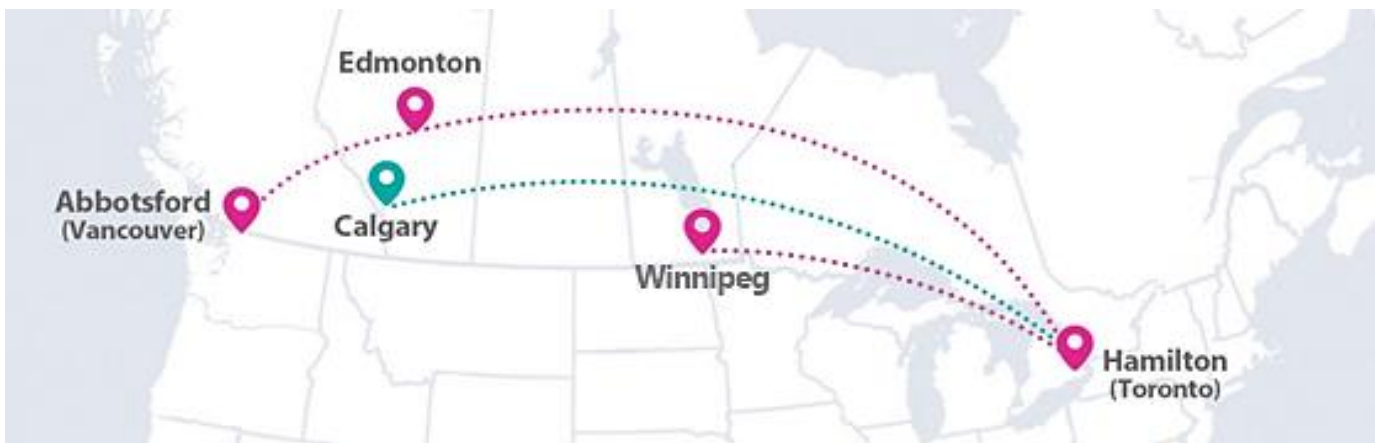 Edmonton
Abbotsford
(Vancouver)
Calgary
Winnipeg
Hamilton
(Toronto)